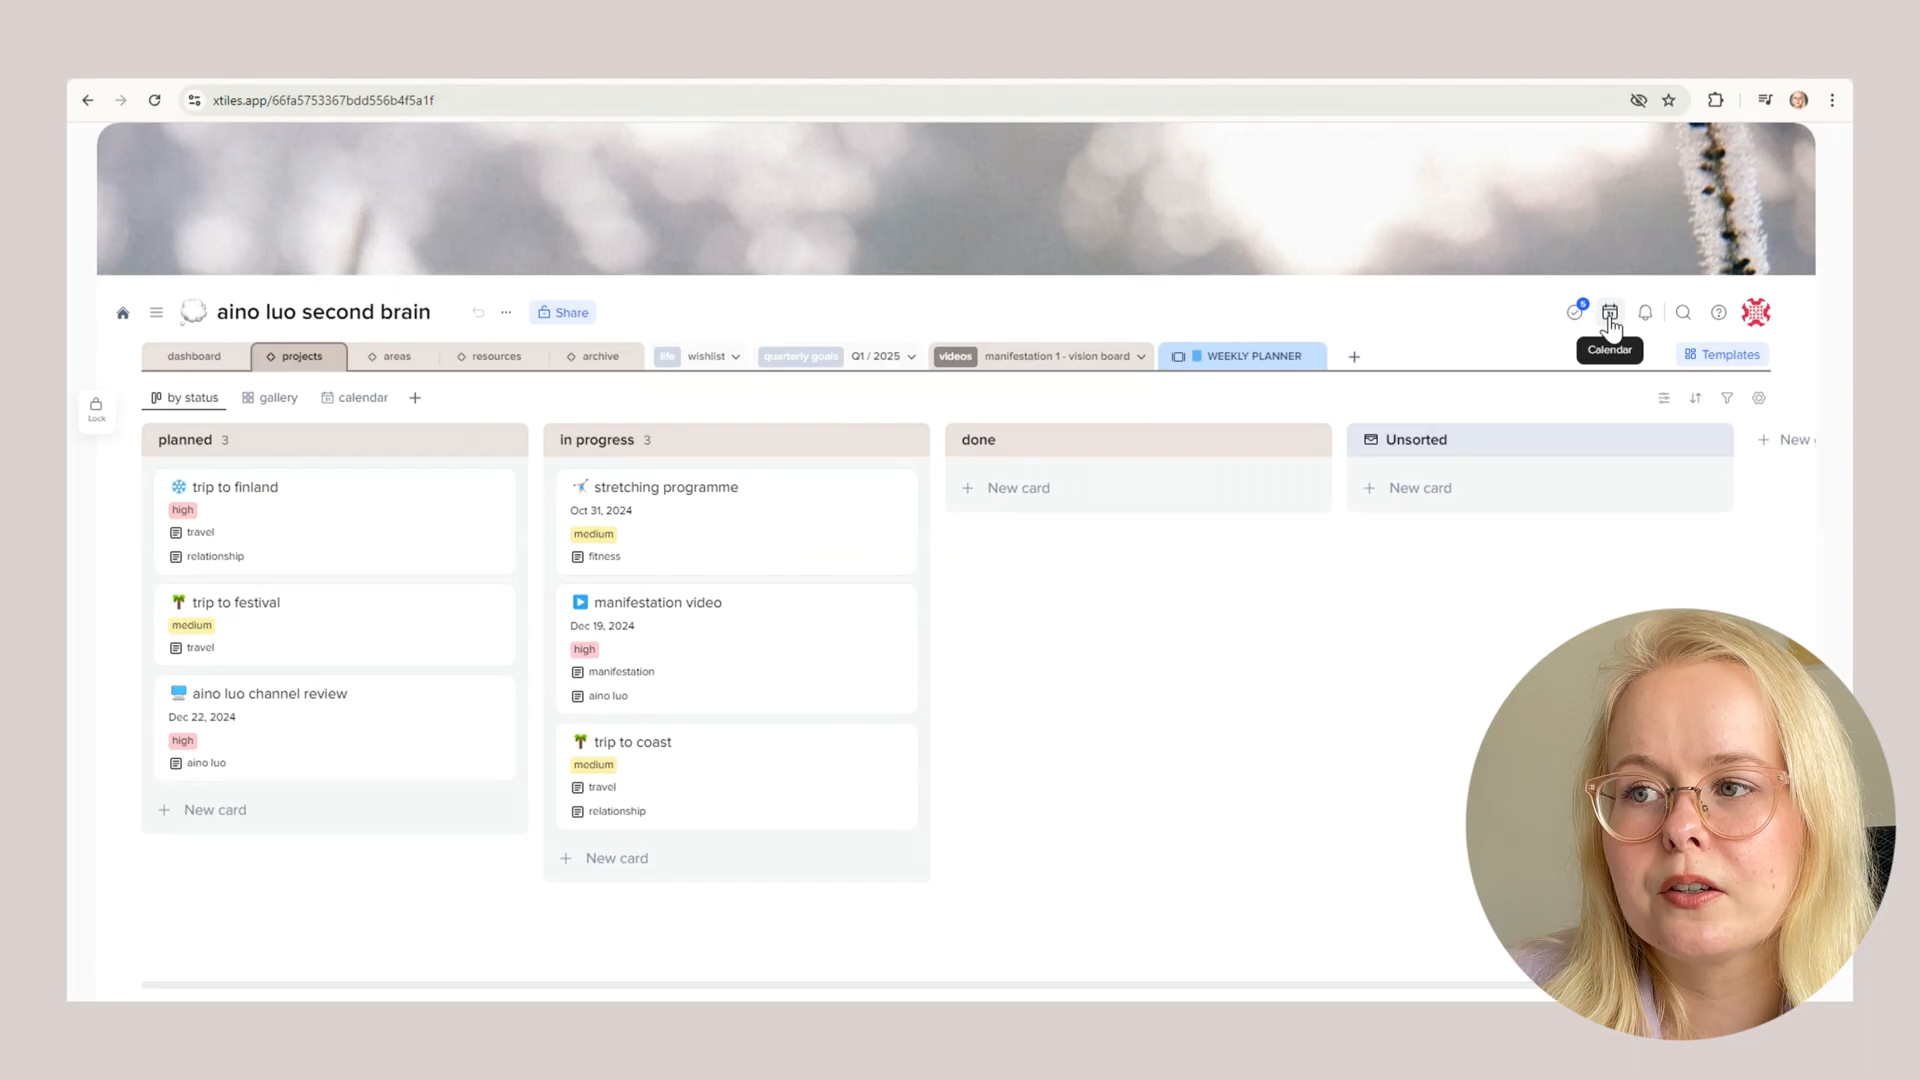 xtiles.app/66fa5753367bdd556b4f5a1f
aino luo second brain
Share
5
Calendar
dashboard
projects
areas
resources
archive
life wishlist
quarterly goals Q1 / 2025
videos manifestation 1 - vision board
WEEKLY PLANNER
Templates
Lock
by status
gallery
calendar
planned 3
trip to finland
high
travel
relationship
trip to festival
medium
travel
aino luo channel review
Dec 22, 2024
high
aino luo
New card
in progress 3
stretching programme
Oct 31, 2024
medium
fitness
manifestation video
Dec 19, 2024
high
manifestation
aino luo
trip to coast
medium
travel
relationship
New card
done
New card
Unsorted
New card
New